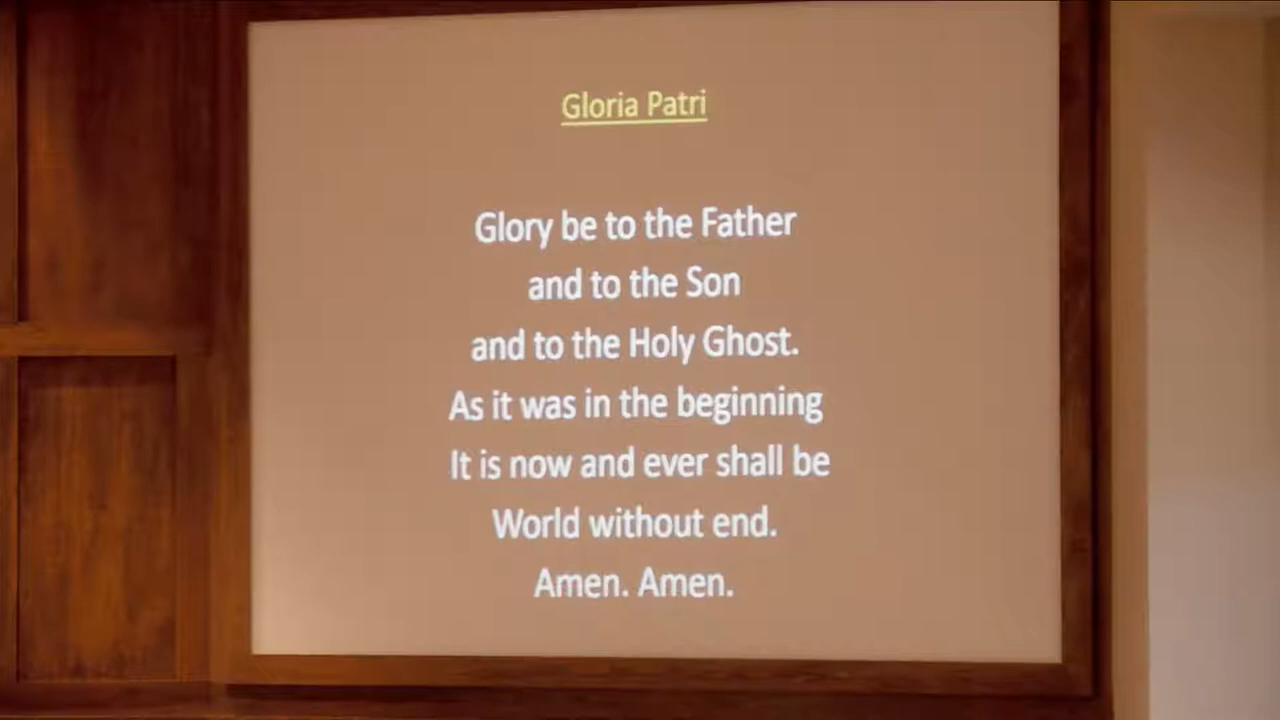 Gloria Patri
Glory be to the Father
and to the Son
and to the Holy Ghost.
As it was in the beginning
It is now and ever shall be
World without end.
Amen. Amen.